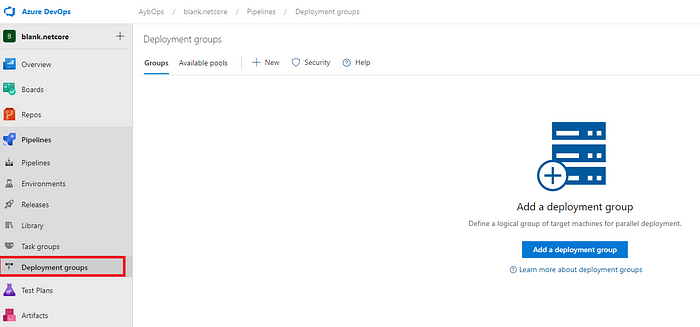 Azure DevOps
AybOps / blank.netcore / Pipelines / Deployment groups
B blank.netcore
Overview
Boards
Repos
Pipelines
Pipelines
Environments
Releases
Library
Task groups
Deployment groups
Test Plans
Artifacts
Deployment groups
Groups Available pools New Security Help
Add a deployment group
Define a logical group of target machines for parallel deployment.
Add a deployment group
Learn more about deployment groups